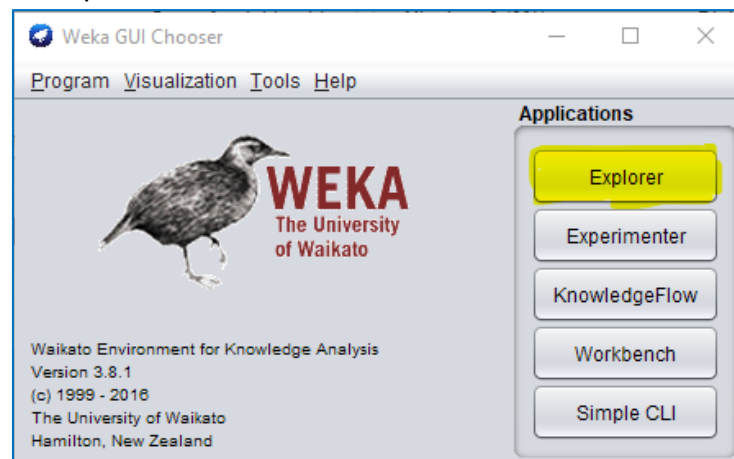 Weka GUI Chooser
Program Visualization Tools Help
Applications
Explorer
WEKA
The University
of Waikato
Experimenter
KnowledgeFlow
Workbench
Simple CLI
Waikato Environment for Knowledge Analysis
Version 3.8.1
(c) 1999 - 2016
The University of Waikato
Hamilton, New Zealand